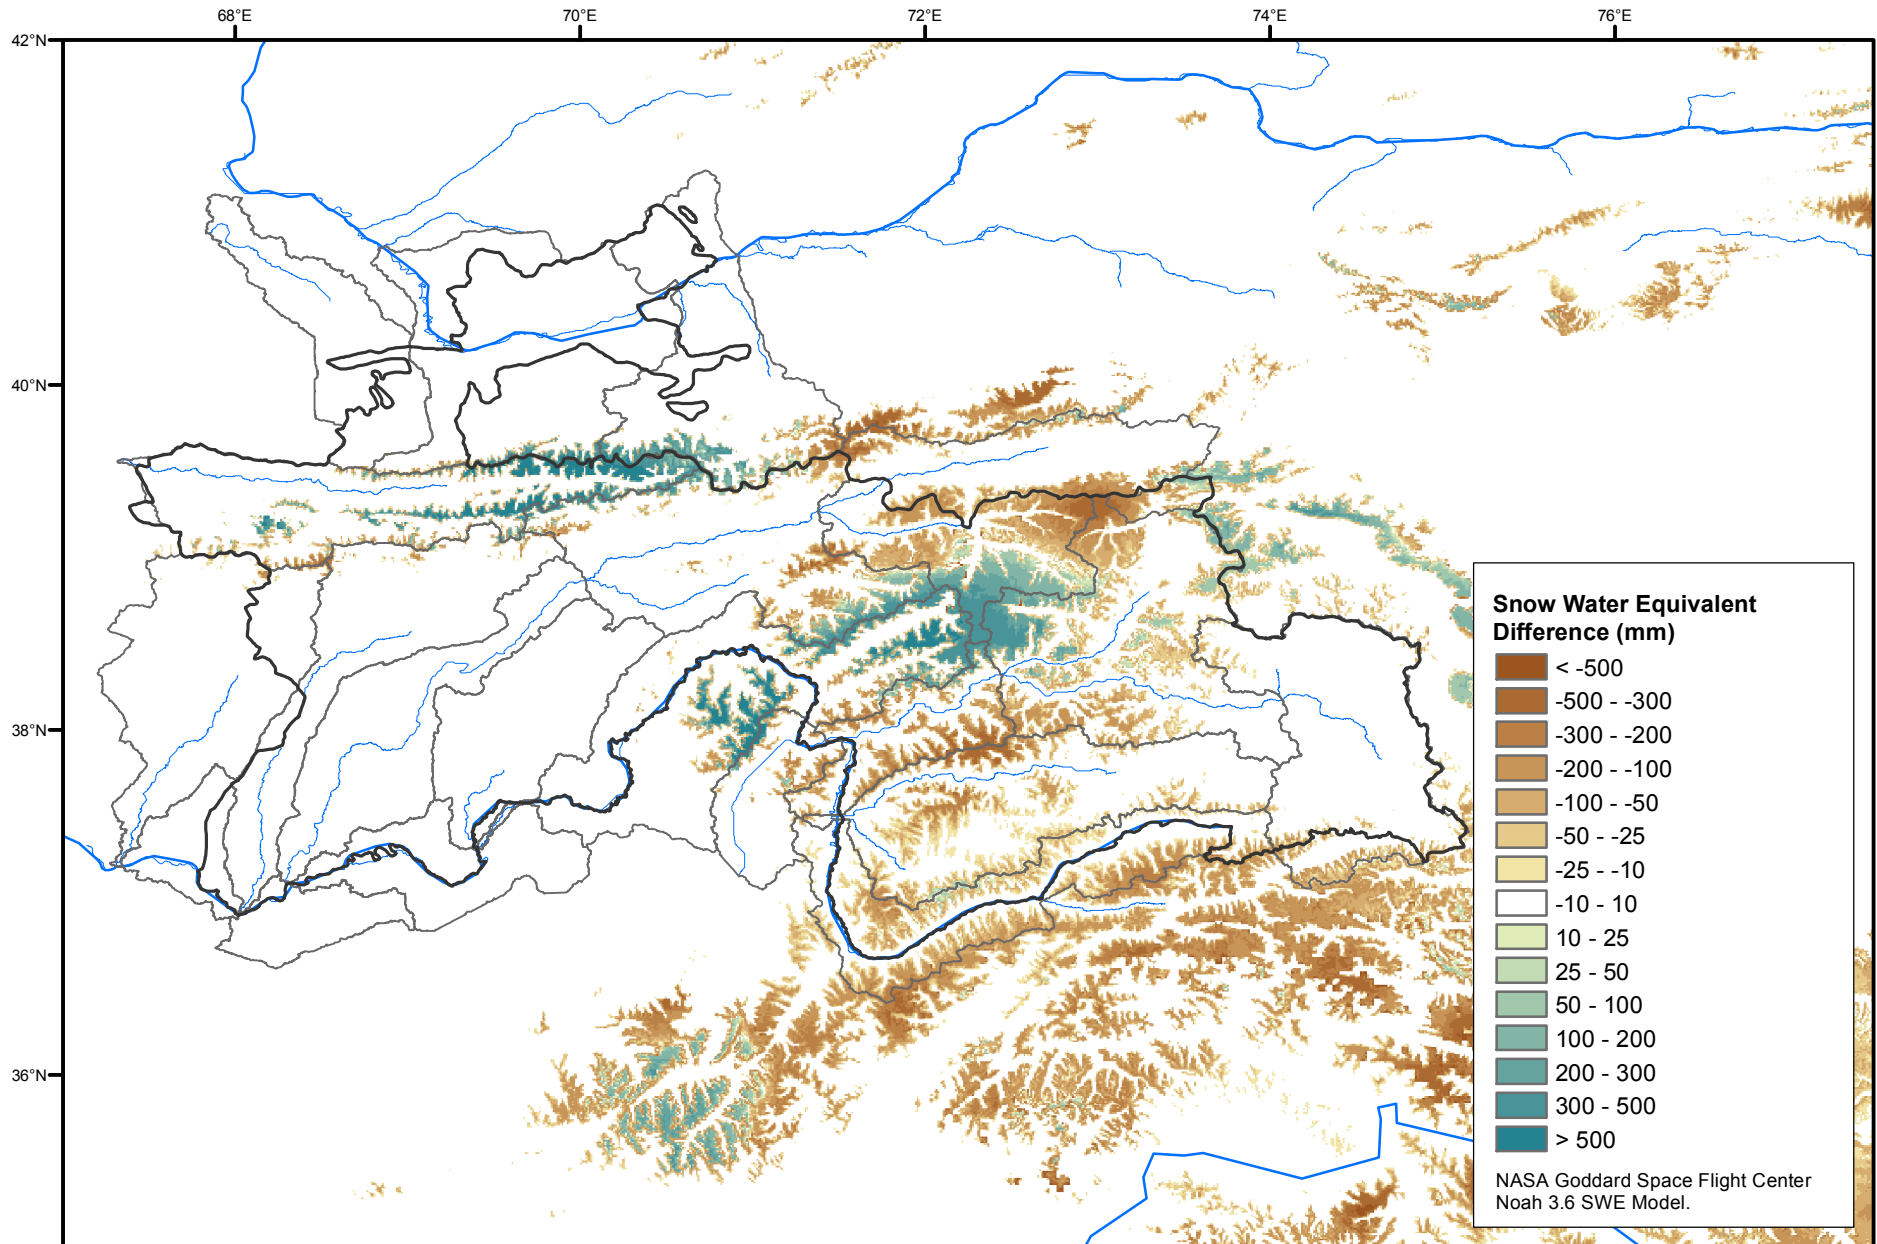 68°E
70°E
72°E
74°E
76°E
42°N
40°N
38°N
36°N
Snow Water Equivalent
Difference (mm)
< -500
-500 - -300
-300 - -200
-200 - -100
-100 - -50
-50 - -25
-25 - -10
-10 - 10
10 - 25
25 - 50
50 - 100
100 - 200
200 - 300
300 - 500
> 500
NASA Goddard Space Flight Center
Noah 3.6 SWE Model.